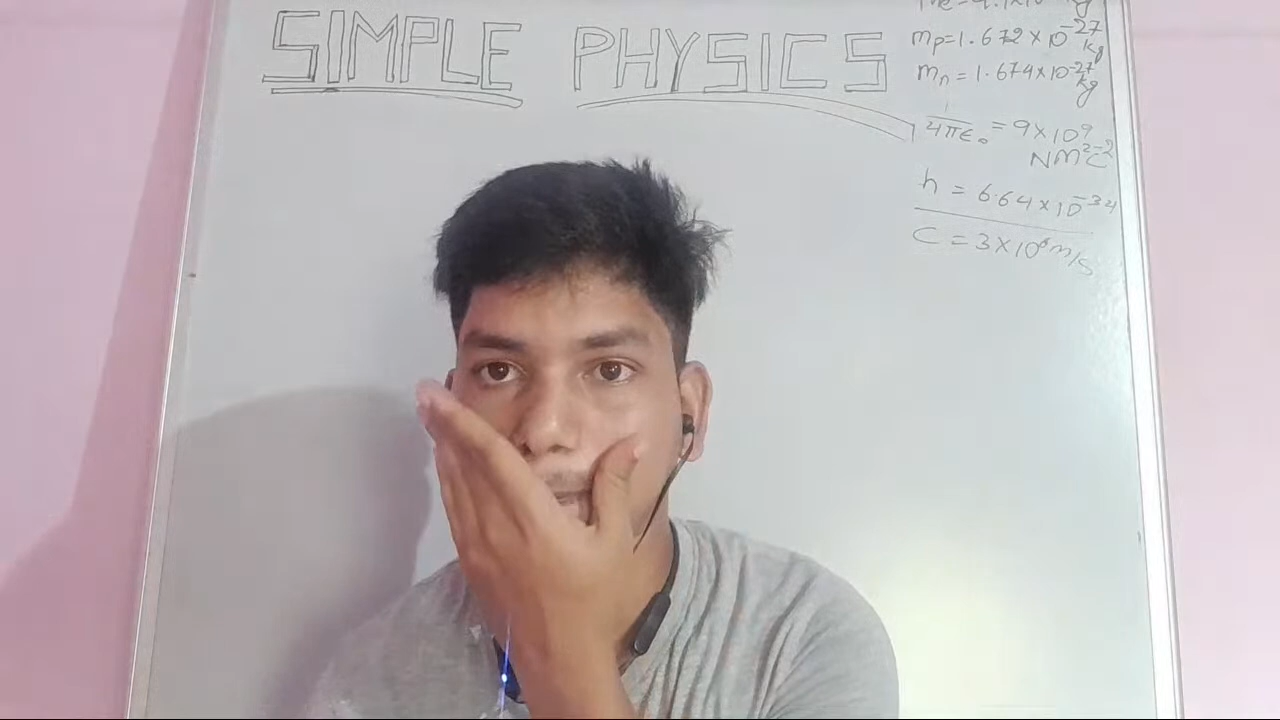 SIMPLE PHYSICS
mp=1.672×10⁻²⁷ kg
mn=1.674×10⁻²⁷ kg
1/4πε₀ = 9×10⁹
NM²C⁻²
h = 6.64×10⁻³⁴
C = 3×10⁸ m/s